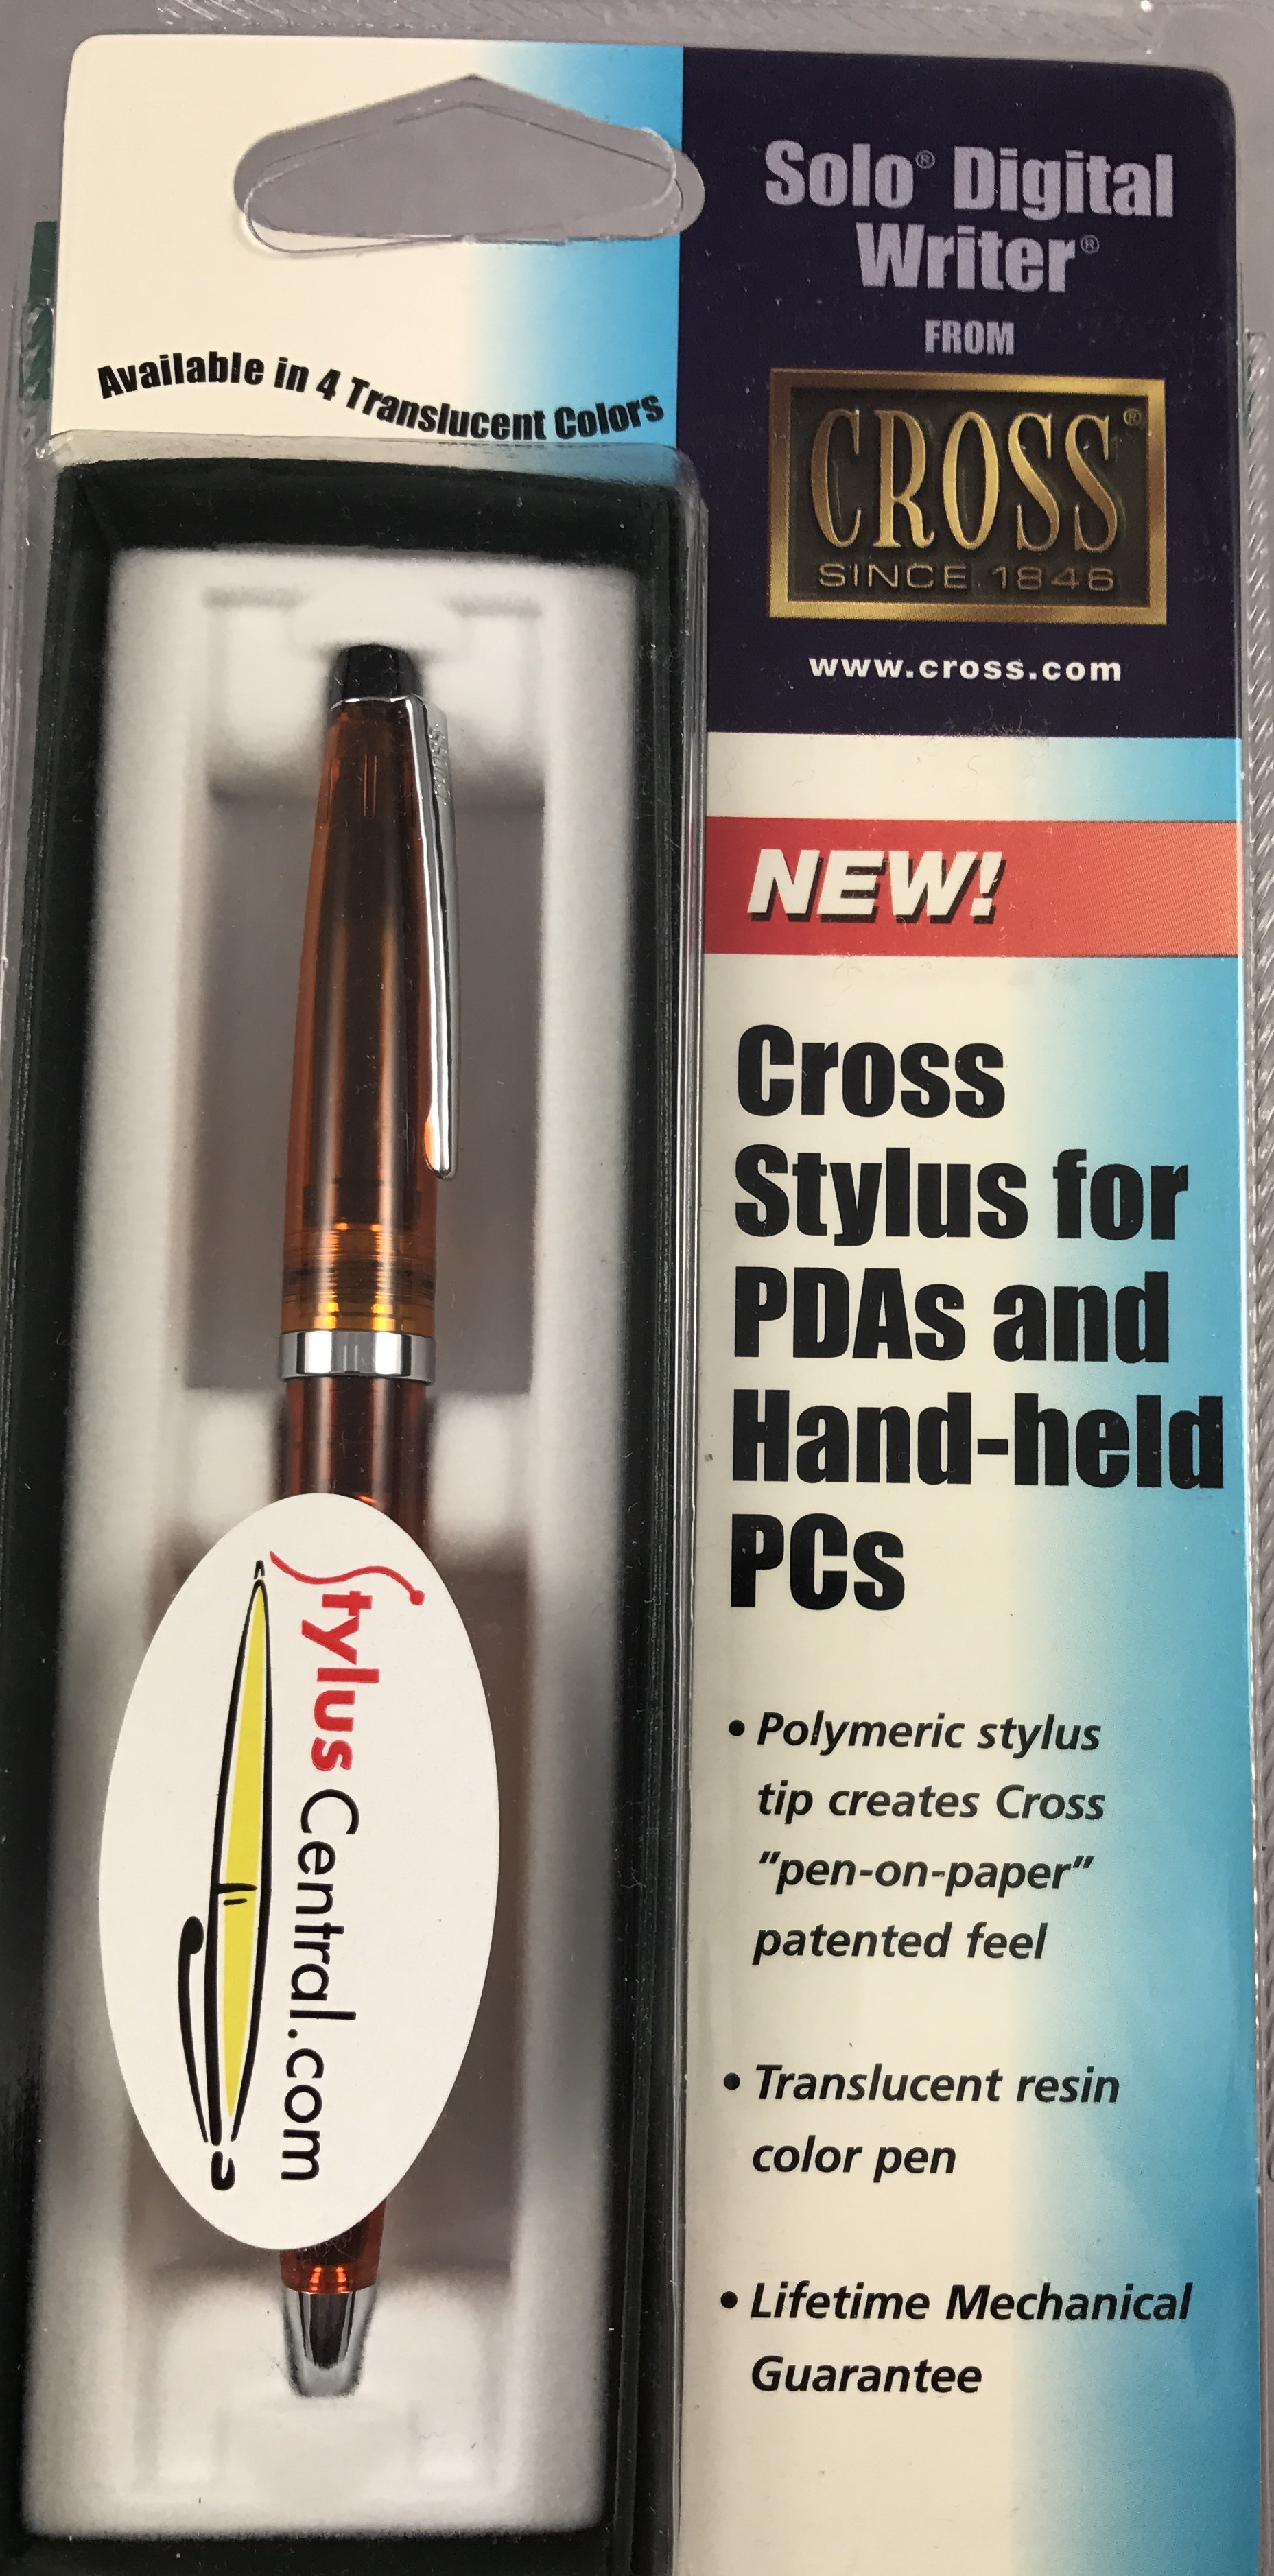 Solo® Digital
Writer®
FROM
CROSS®
SINCE 1846
www.cross.com
Available in 4 Translucent Colors
NEW!
Cross
Stylus for
PDAs and
Hand-held
PCs
• Polymeric stylus
tip creates Cross
"pen-on-paper"
patented feel
• Translucent resin
color pen
• Lifetime Mechanical
Guarantee
CROSS
StylusCentral.com